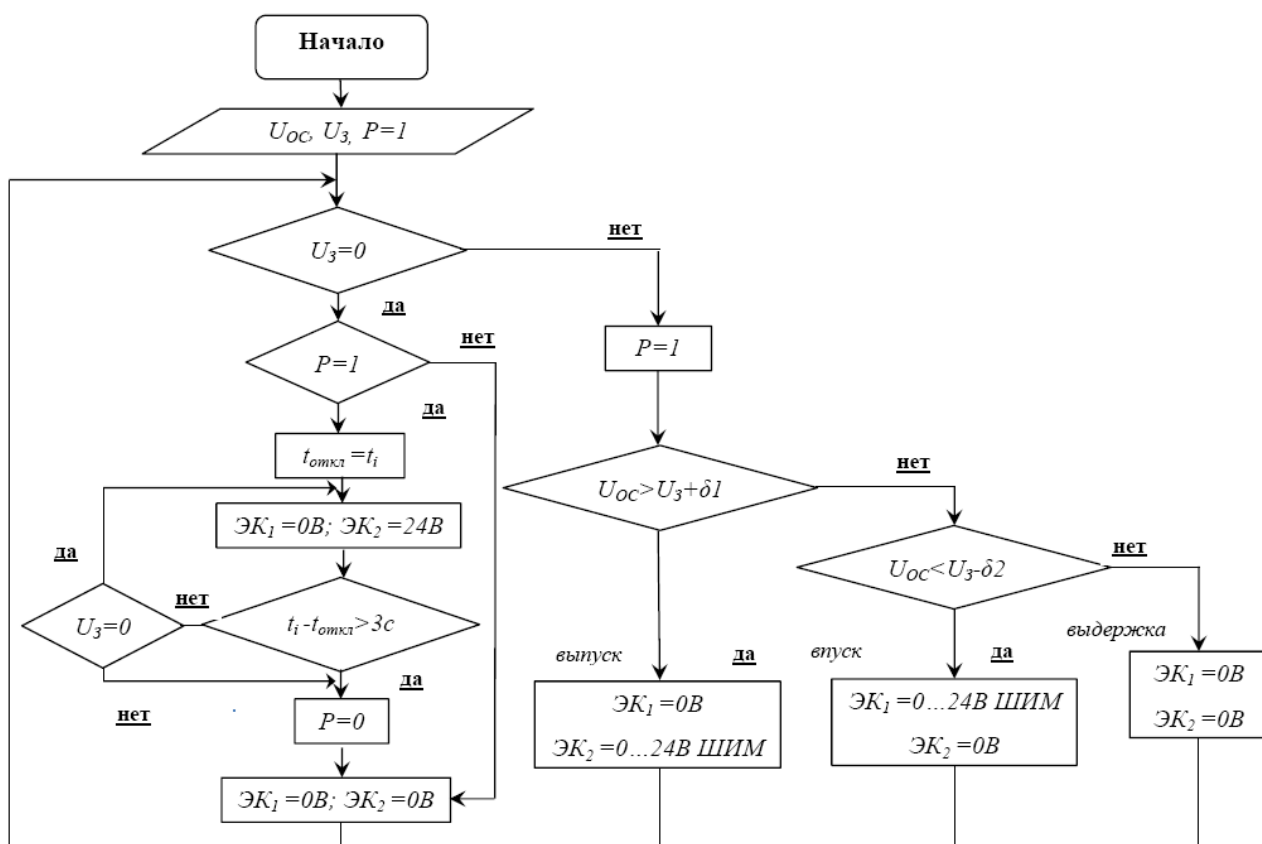 Начало
U_ОС, U_З, P=1
U_З=0
нет
да
P=1
нет
P=1
да
t_откл=t_i
U_ОС>U_З+δ1
нет
ЭК_1=0В; ЭК_2=24В
U_ОС<U_З-δ2
нет
да
U_З=0
нет
t_i-t_откл>3с
выпуск
да
впуск
да
выдержка
да
нет
P=0
ЭК_1=0В
ЭК_2=0…24В ШИМ
ЭК_1=0…24В ШИМ
ЭК_2=0В
ЭК_1=0В
ЭК_2=0В
ЭК_1=0В; ЭК_2=0В